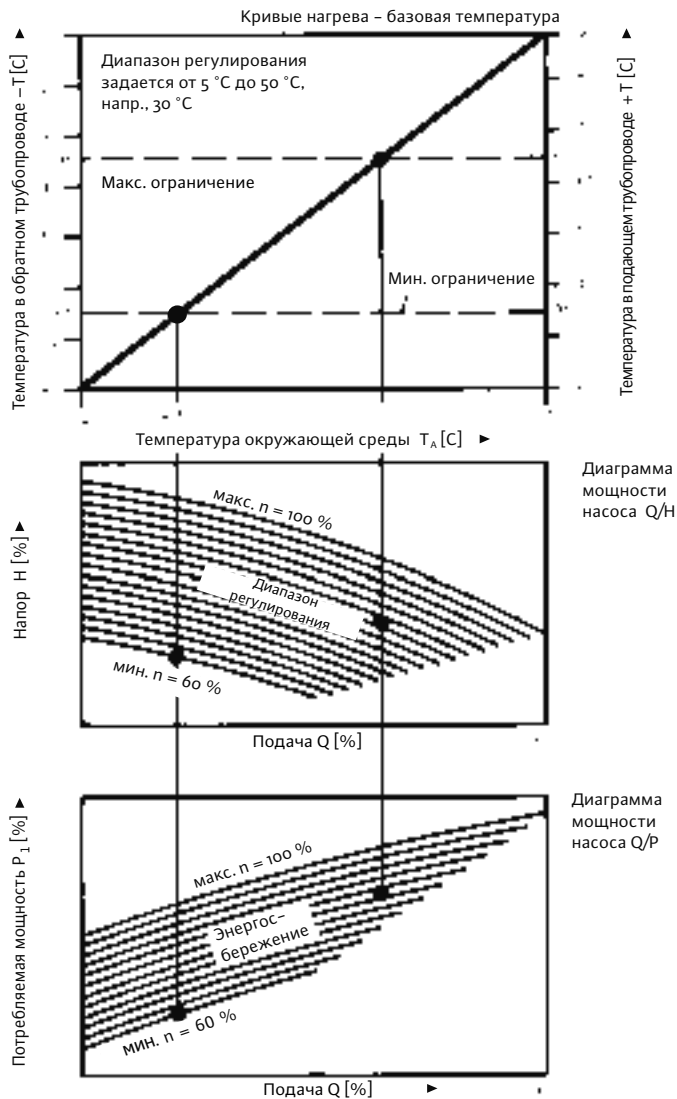 Кривые нагрева – базовая температура
Температура в обратном трубопроводе –T [C]
Диапазон регулирования
задается от 5 °C до 50 °C,
напр., 30 °C
Макс. ограничение
Мин. ограничение
Температура в подающем трубопроводе +T [C]
Температура окружающей среды T_A [C]
Диаграмма
мощности
насоса Q/H
Напор H [%]
макс. n = 100 %
Диапазон
регулирования
мин. n = 60 %
Подача Q [%]
Диаграмма
мощности
насоса Q/P
Потребляемая мощность P₁ [%]
макс. n = 100 %
Энергос-
бережение
мин. n = 60 %
Подача Q [%]